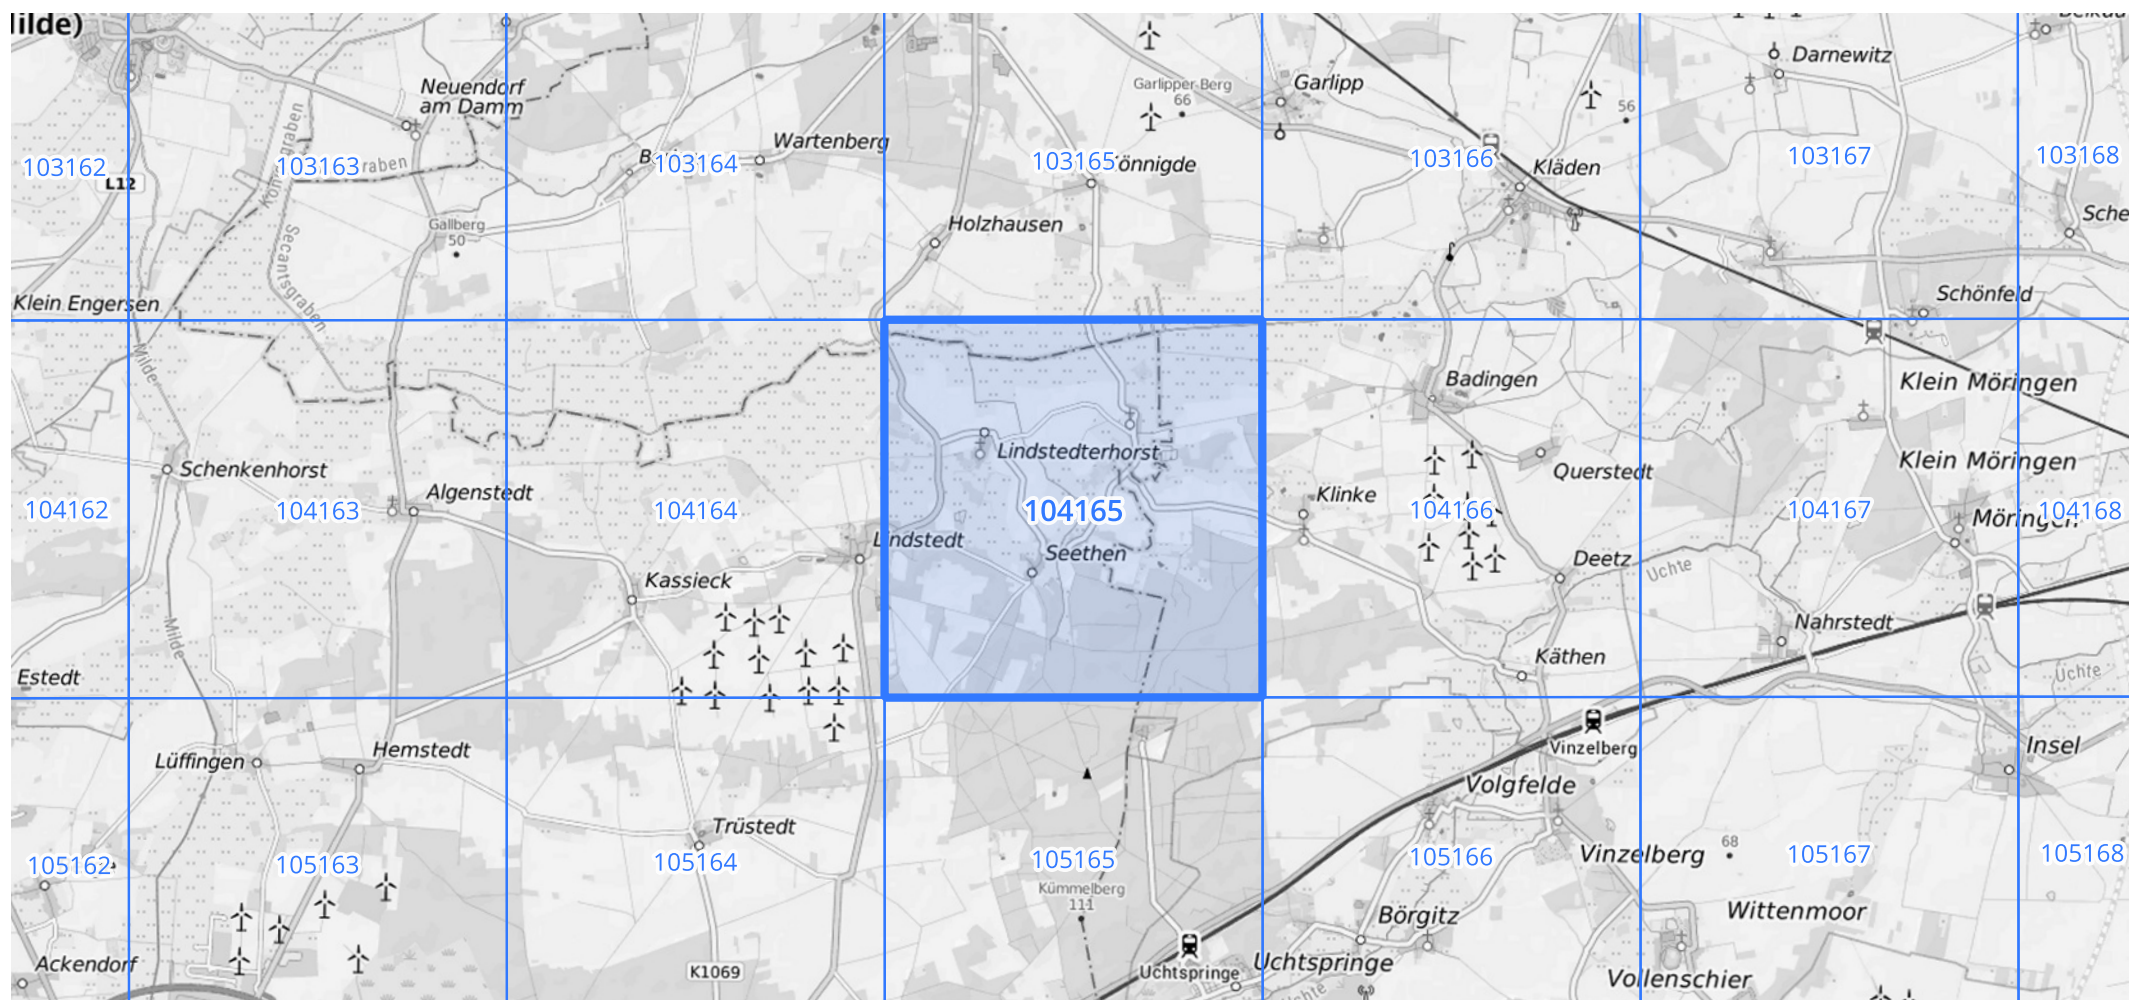 ilde)
Neuendorf
am Damm
Garlipper Berg
66
Garlipp
Darnewitz
56
103162
L12
103163
raben
103164
Wartenberg
103165
önnigde
103166
Kläden
103167
103168
Sche
Gallberg
50
Holzhausen
Secantsgraben
Klein Engersen
Schönfeld
Milde
Badingen
Klein Möringen
Schenkenhorst
Lindstedterhorst
Querstedt
Klein Möringen
104162
104163
Algenstedt
104164
104165
Klinke
104166
104167
Möringen
104168
Lindstedt
Seethen
Deetz
Uchte
Kassieck
Milde
Nahrstedt
Estedt
Käthen
Uchte
Lüffingen
Hemstedt
Vinzelberg
Insel
Volgfelde
Trüstedt
105162
105163
105164
105165
105166
Vinzelberg
68
105167
105168
Kümmelberg
111
Börgitz
Wittenmoor
Ackendorf
K1069
Uchtspringe
Uchtspringe
Uchte
Vollenschier